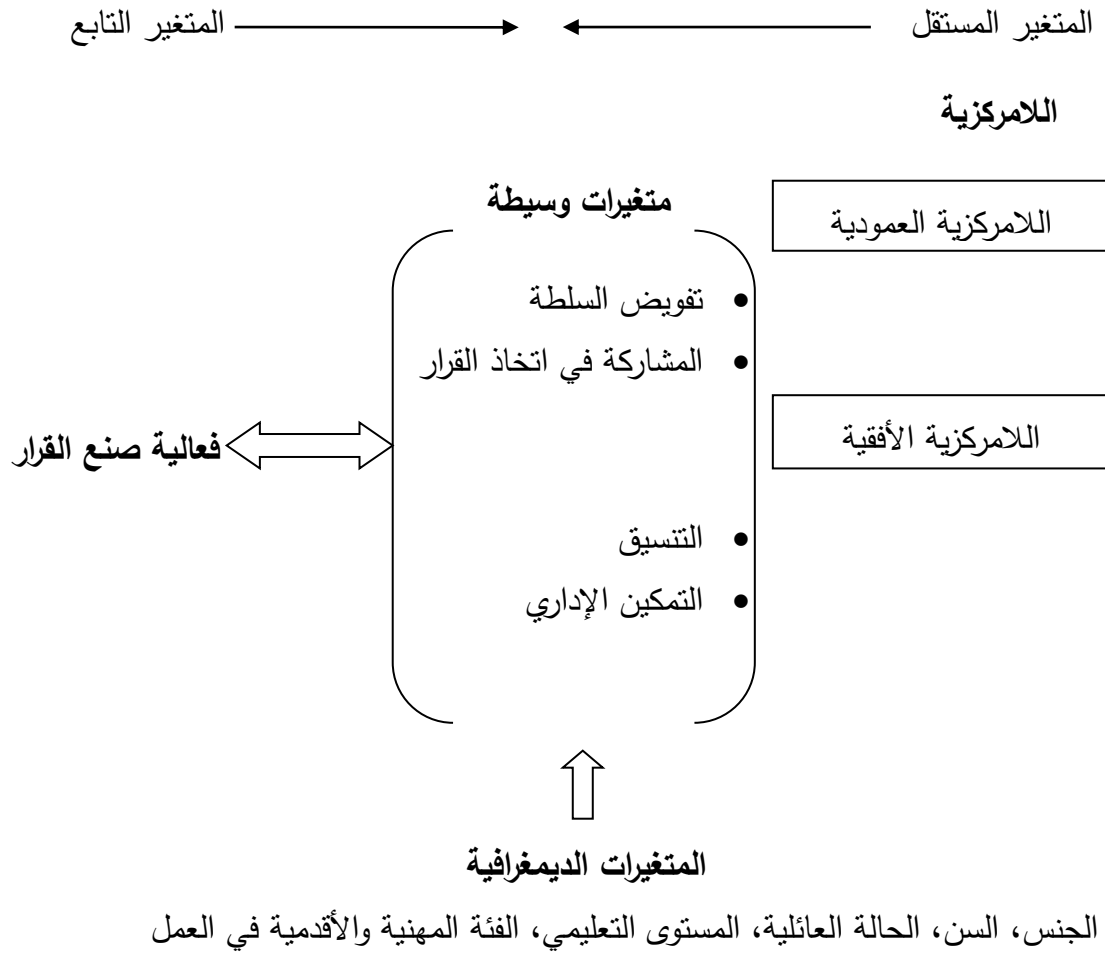 المتغير المستقل
المتغير التابع
اللامركزية
متغيرات وسيطة
اللامركزية العمودية
تفويض السلطة
المشاركة في اتخاذ القرار
اللامركزية الأفقية
فعالية صنع القرار
التنسيق
التمكين الإداري
المتغيرات الديمغرافية
الجنس، السن، الحالة العائلية، المستوى التعليمي، الفئة المهنية والأقدمية في العمل